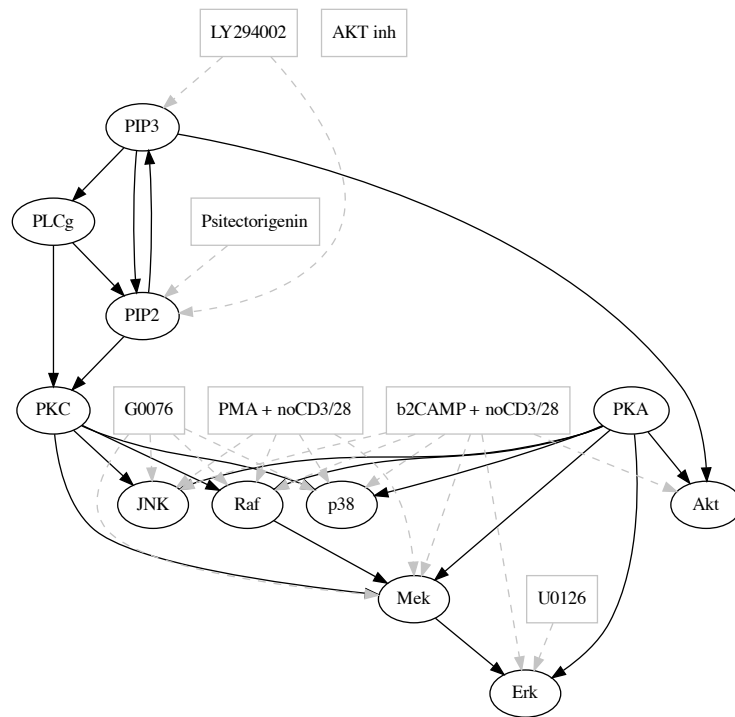 LY294002
AKT inh
PIP3
PLCg
Psitectorigenin
PIP2
PKC
G0076
PMA + noCD3/28
b2CAMP + noCD3/28
PKA
JNK
Raf
p38
Akt
Mek
U0126
Erk